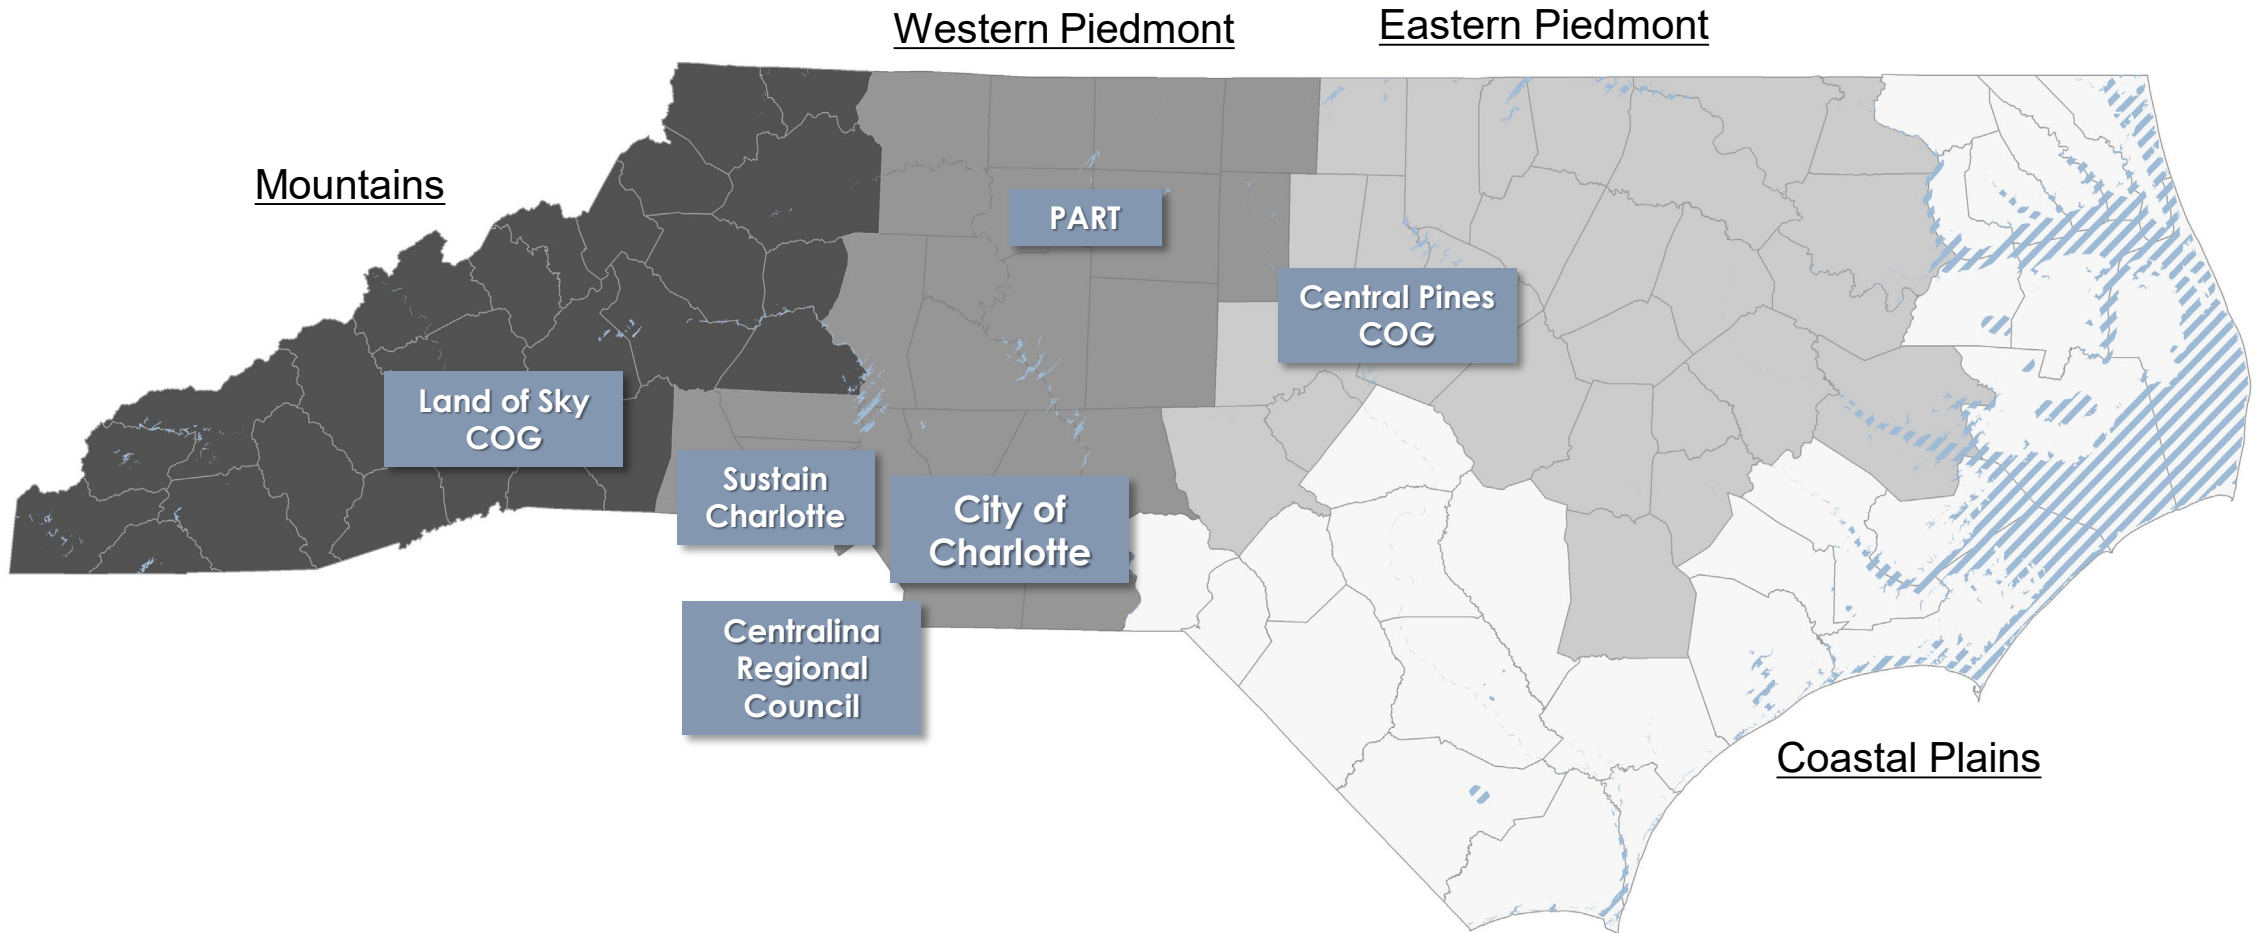 Western Piedmont
Eastern Piedmont
Mountains
PART
Central Pines
COG
Land of Sky
COG
Sustain
Charlotte
City of
Charlotte
Centralina
Regional
Council
Coastal Plains